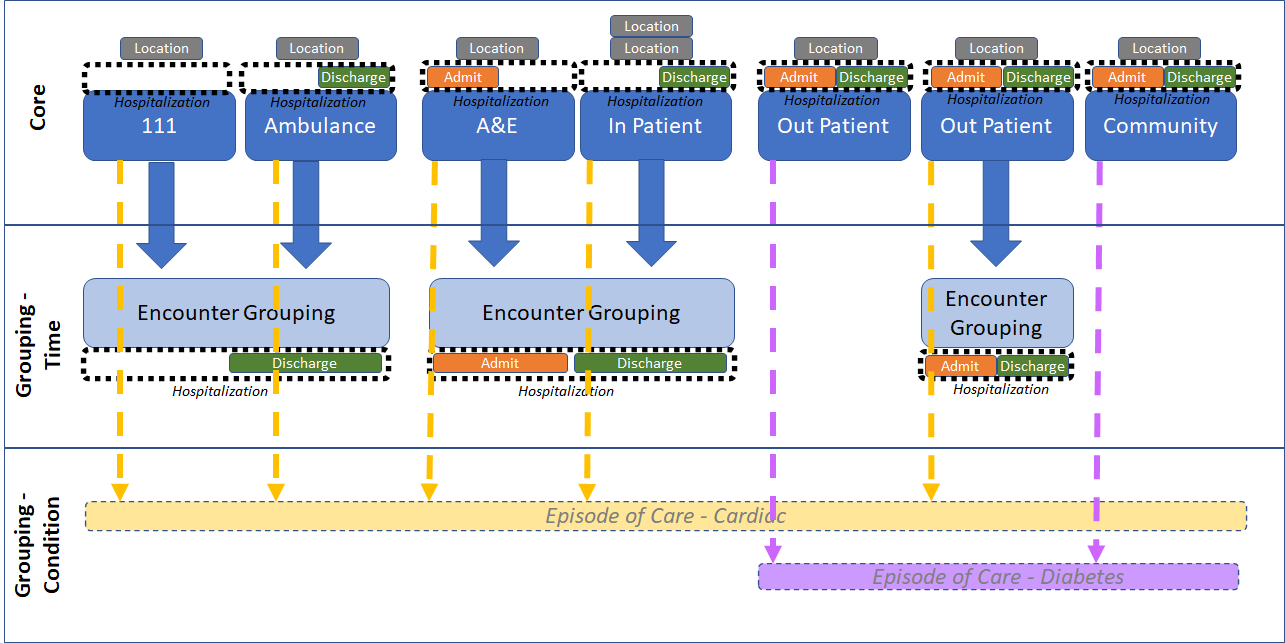 Core
Location
Location
Location
Location
Location
Location
Location
Location
Discharge
Admit
Discharge
Admit
Discharge
Admit
Discharge
Admit
Discharge
Hospitalization
Hospitalization
Hospitalization
Hospitalization
Hospitalization
Hospitalization
Hospitalization
111
Ambulance
A&E
In Patient
Out Patient
Out Patient
Community
Grouping -
Time
Encounter Grouping
Encounter Grouping
Encounter
Grouping
Discharge
Admit
Discharge
Admit
Discharge
Hospitalization
Hospitalization
Hospitalization
Grouping -
Condition
Episode of Care - Cardiac
Episode of Care - Diabetes